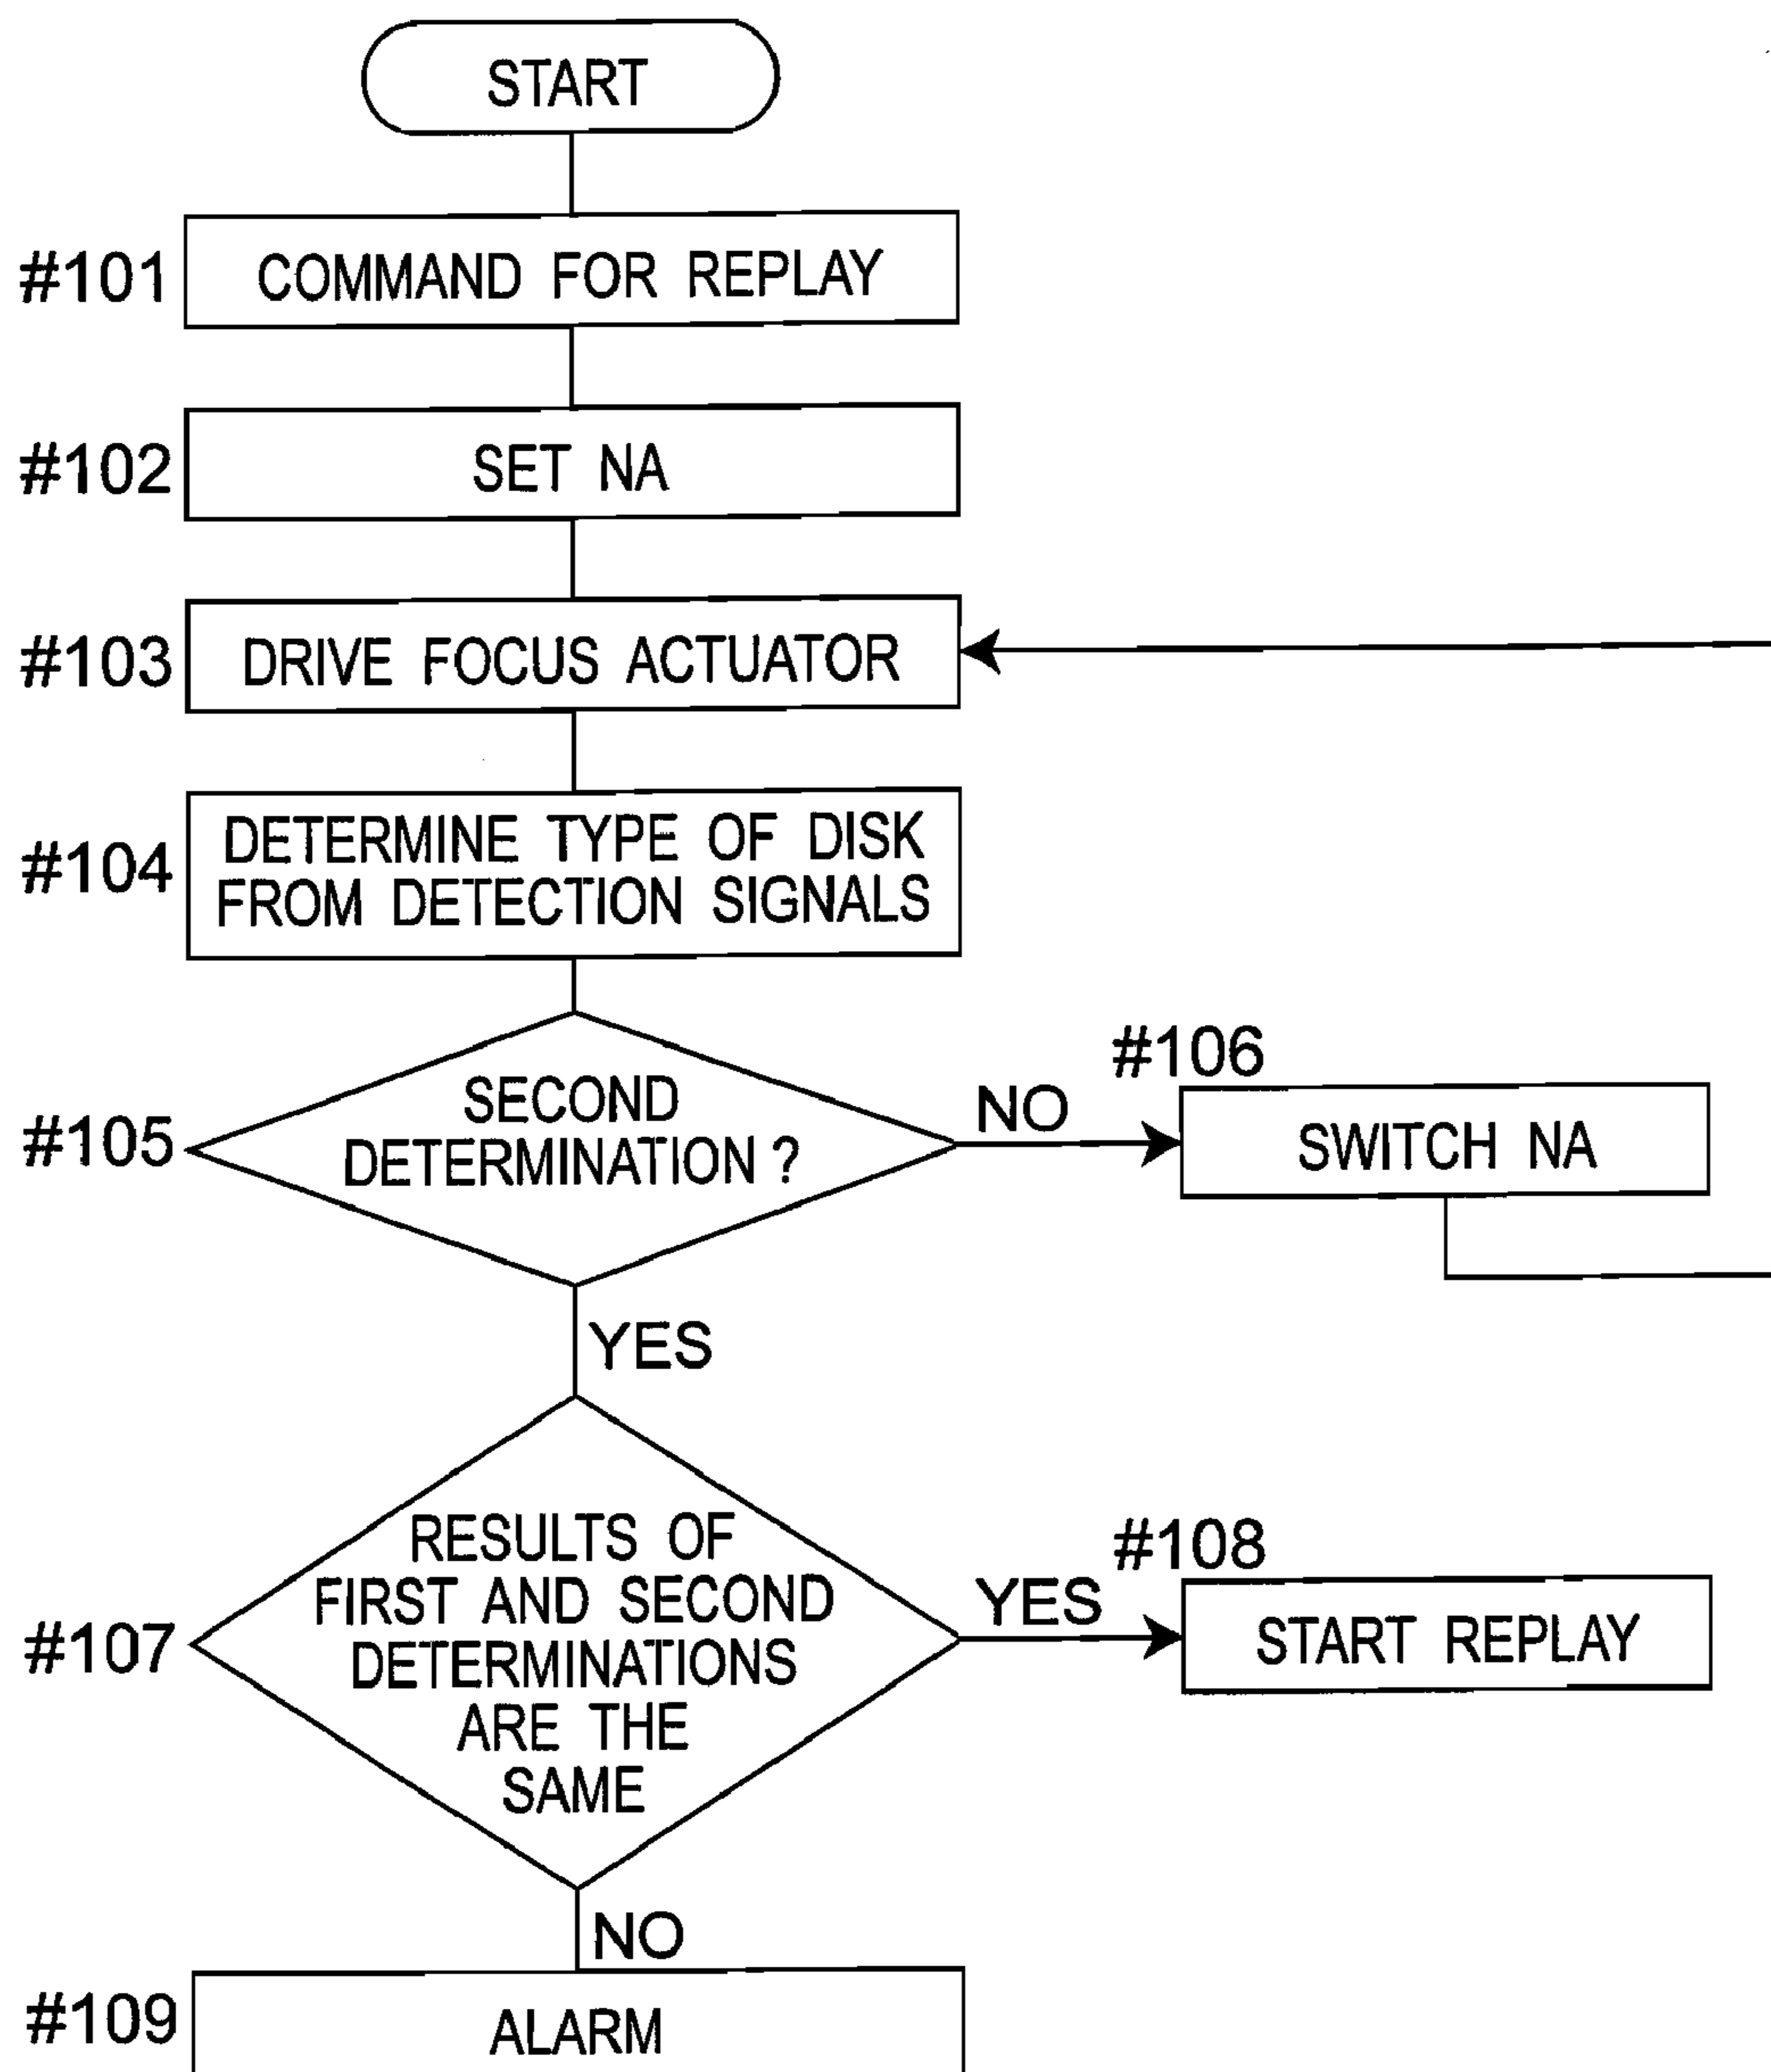 START
#101
COMMAND FOR REPLAY
#102
SET NA
#103
DRIVE FOCUS ACTUATOR
#104
DETERMINE TYPE OF DISK
FROM DETECTION SIGNALS
#105
SECOND
DETERMINATION ?
NO
#106
SWITCH NA
YES
#107
RESULTS OF
FIRST AND SECOND
DETERMINATIONS
ARE THE
SAME
YES
#108
START REPLAY
NO
#109
ALARM